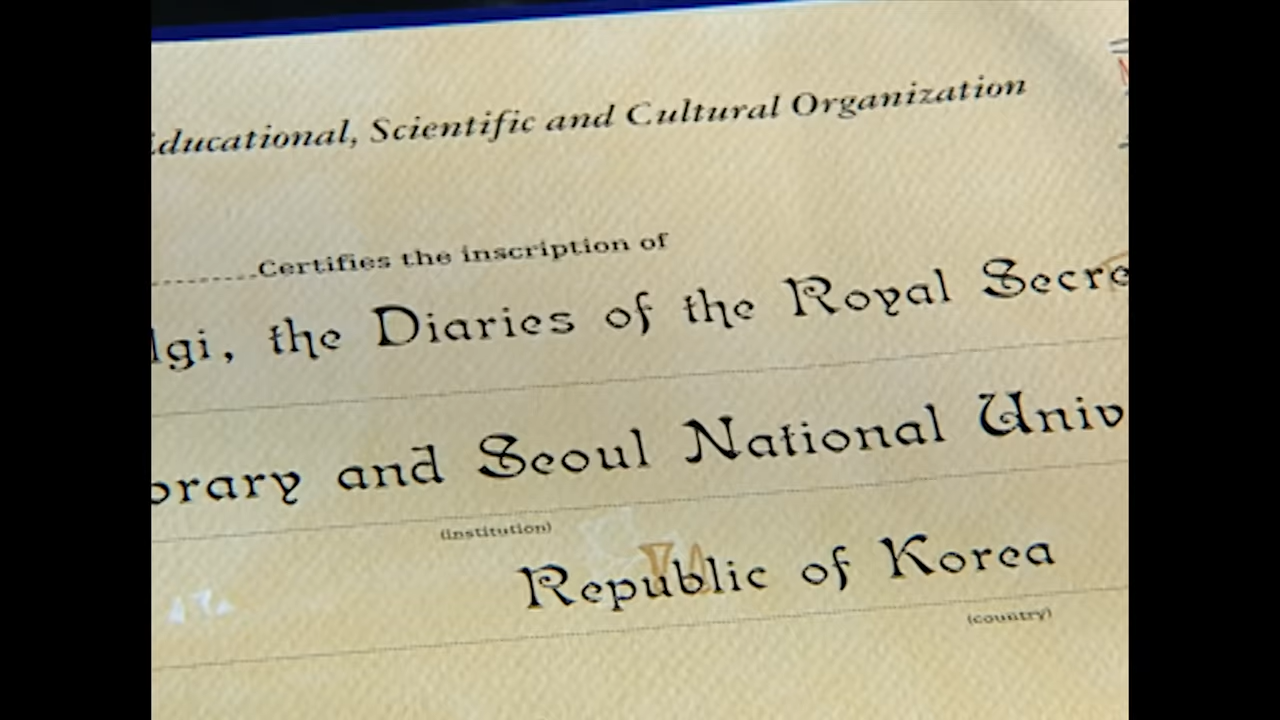 Educational, Scientific and Cultural Organization
Certifies the inscription of
lgi, the Diaries of the Royal Secre
brary and Seoul National Univ
(institution)
Republic of Korea
(country)